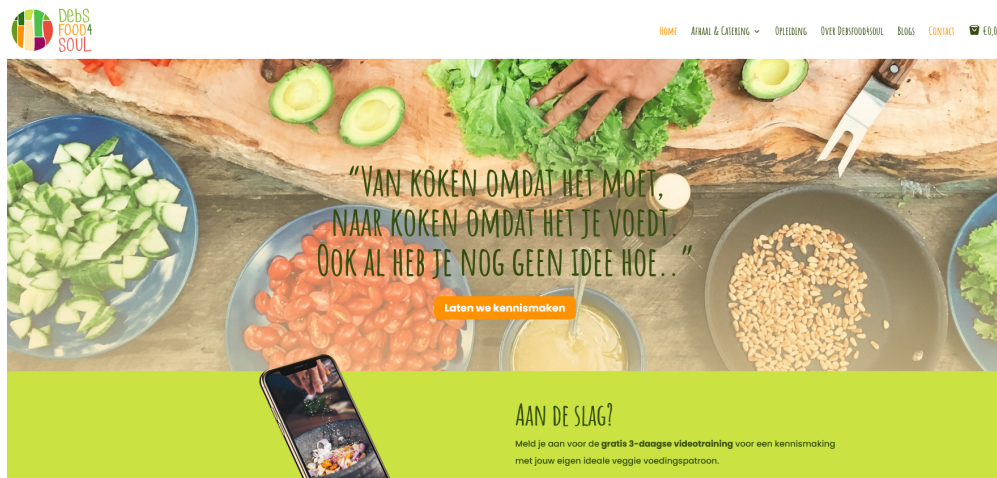 DEBS
FOOD4
SOUL
Home Afhaal & Catering Opleiding Over Debsfood4soul Blogs Contact €0,0
“Van koken omdat het moet,
naar koken omdat het je voedt.
Ook al heb je nog geen idee hoe..”
Laten we kennismaken
Aan de slag?
Meld je aan voor de gratis 3-daagse videotraining voor een kennismaking
met jouw eigen ideale veggie voedingspatroon.